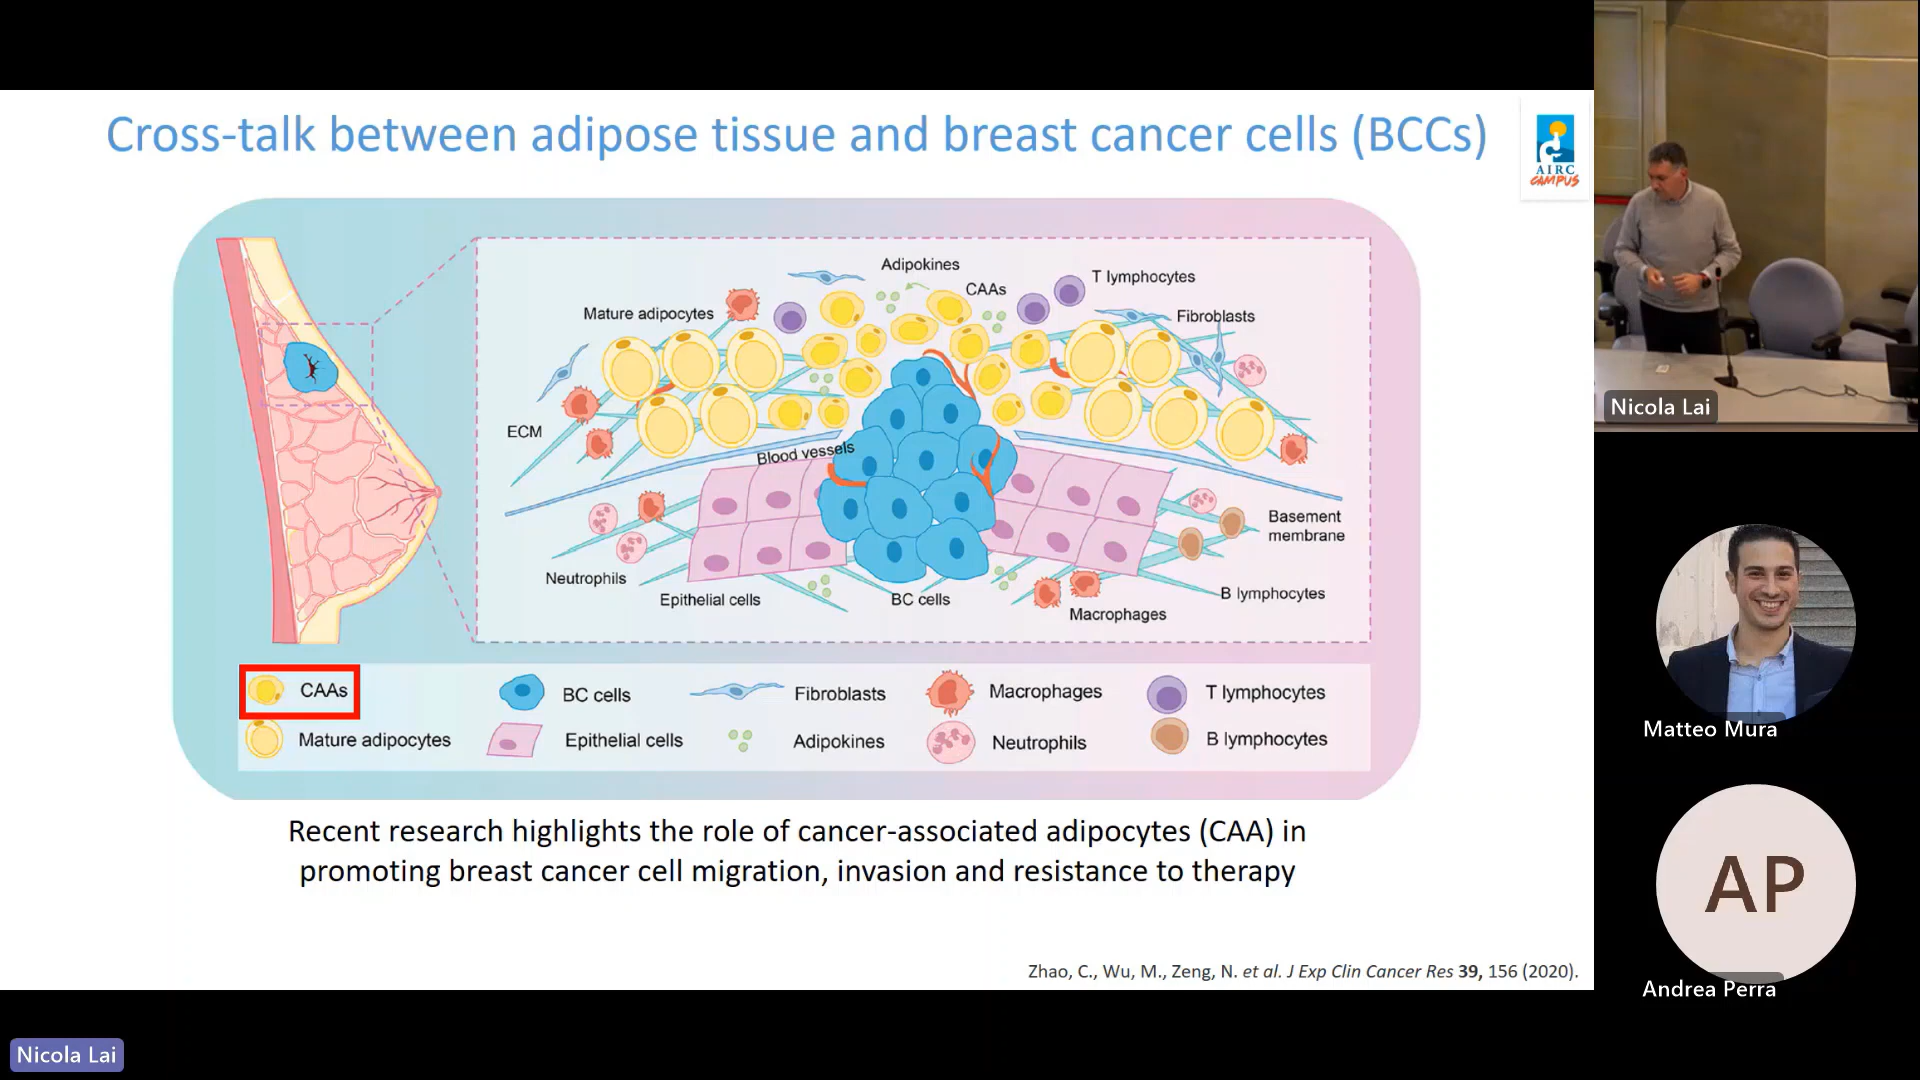 Cross-talk between adipose tissue and breast cancer cells (BCCs)
AIRC
CAMPUS
Adipokines
CAAs
T lymphocytes
Mature adipocytes
Fibroblasts
ECM
Blood vessels
Basement
membrane
Neutrophils
Epithelial cells
BC cells
B lymphocytes
Macrophages
CAAs
BC cells
Fibroblasts
Macrophages
T lymphocytes
Mature adipocytes
Epithelial cells
Adipokines
Neutrophils
B lymphocytes
Recent research highlights the role of cancer-associated adipocytes (CAA) in
promoting breast cancer cell migration, invasion and resistance to therapy
Zhao, C., Wu, M., Zeng, N. et al. J Exp Clin Cancer Res 39, 156 (2020).
Nicola Lai
Matteo Mura
AP
Andrea Perra
Nicola Lai